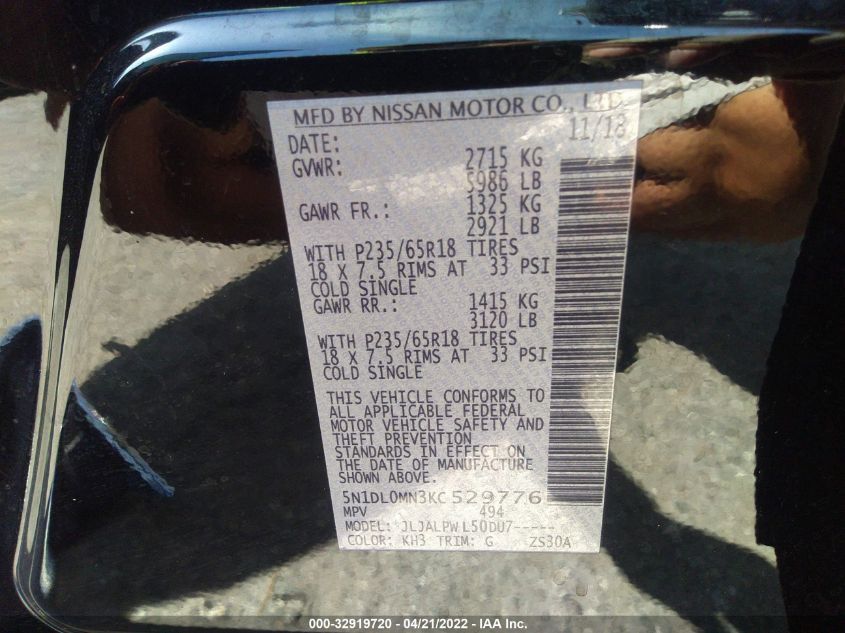 MFD BY NISSAN MOTOR CO., LTD
DATE: 11/18
GVWR: 2715 KG
5986 LB
GAWR FR.: 1325 KG
2921 LB
WITH P235/65R18 TIRES
18 X 7.5 RIMS AT 33 PSI
COLD SINGLE
GAWR RR.: 1415 KG
3120 LB
WITH P235/65R18 TIRES
18 X 7.5 RIMS AT 33 PSI
COLD SINGLE
THIS VEHICLE CONFORMS TO
ALL APPLICABLE FEDERAL
MOTOR VEHICLE SAFETY AND
THEFT PREVENTION
STANDARDS IN EFFECT ON
THE DATE OF MANUFACTURE
SHOWN ABOVE.
5N1DL0MN3KC529776
MPV 494
MODEL: JLJALPW L50DU7-----
COLOR: KH3 TRIM: G ZS30A
000-32919720 - 04/21/2022 - IAA Inc.